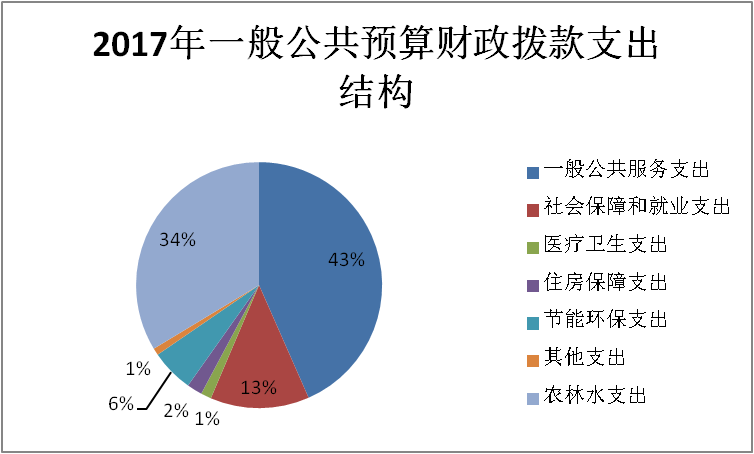 2017年一般公共预算财政拨款支出
结构
34%
43%
13%
1%
2%
6%
1%
一般公共服务支出
社会保障和就业支出
医疗卫生支出
住房保障支出
节能环保支出
其他支出
农林水支出